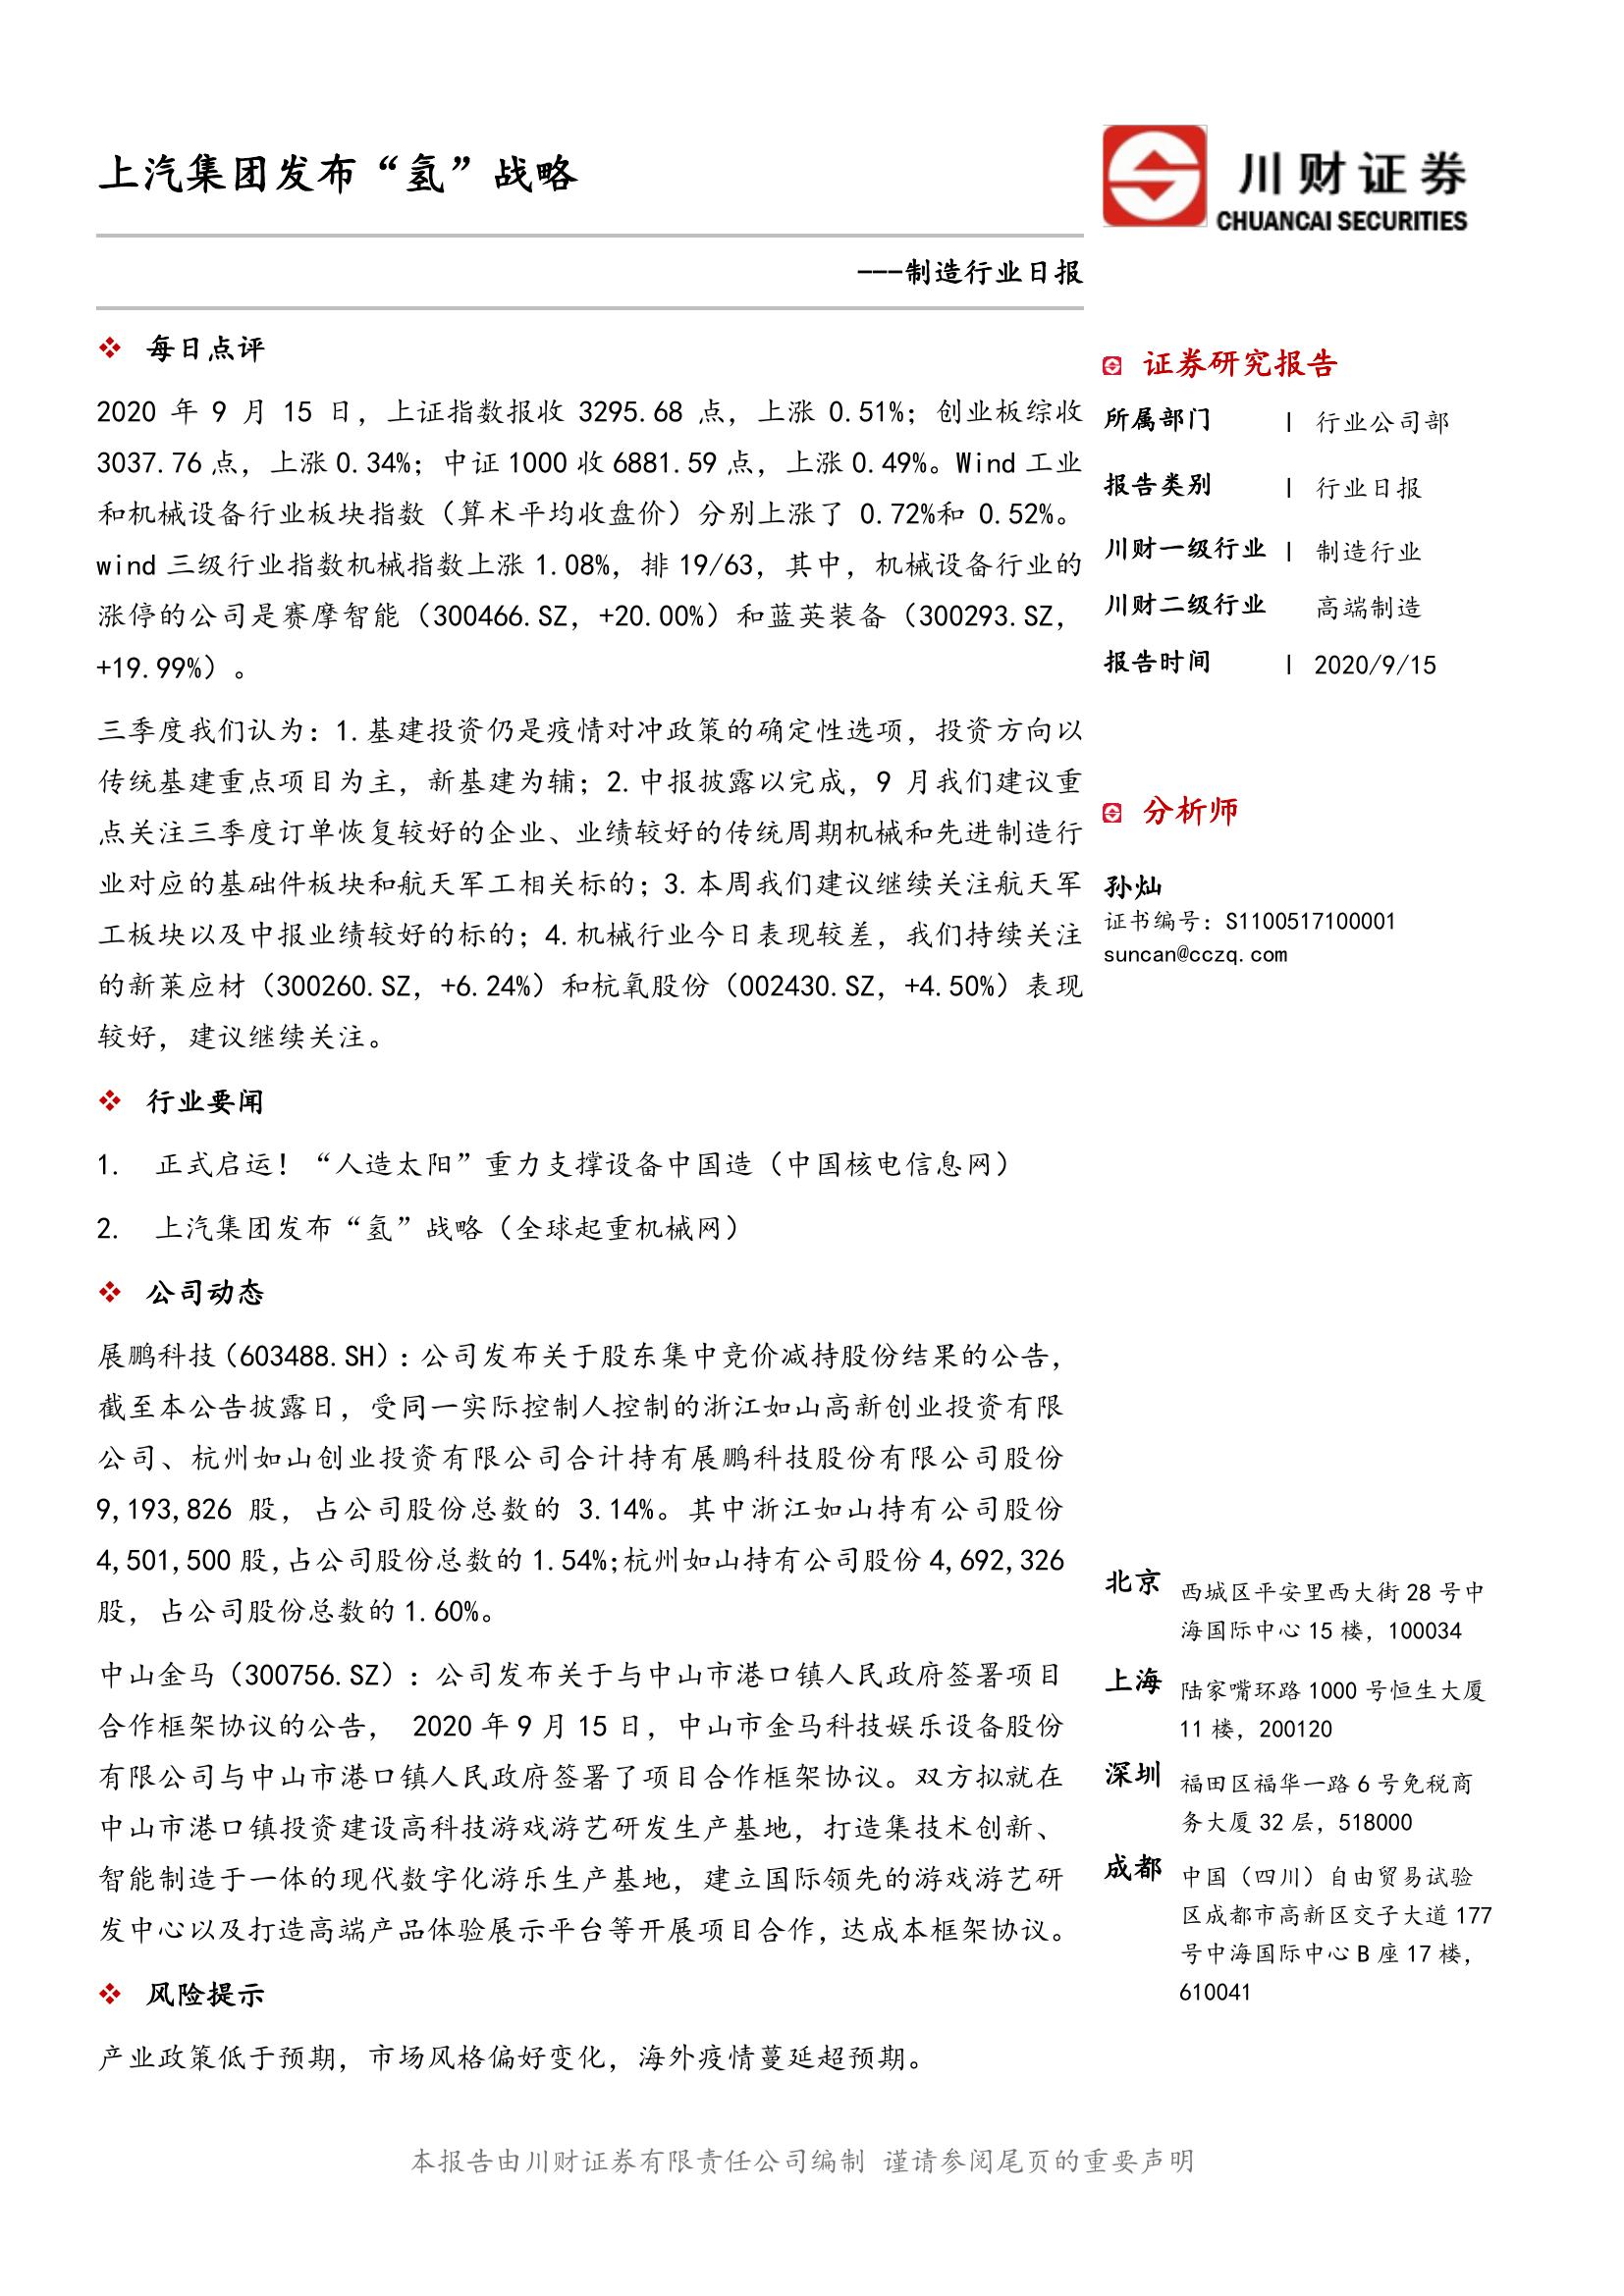 上汽集团发布“氢”战略
川财证券
CHUANCAI SECURITIES
---制造行业日报
❖ 每日点评
2020 年 9 月 15 日，上证指数报收 3295.68 点，上涨 0.51%；创业板综收
3037.76 点，上涨 0.34%；中证 1000 收 6881.59 点，上涨 0.49%。Wind 工业
和机械设备行业板块指数（算术平均收盘价）分别上涨了 0.72%和 0.52%。
wind 三级行业指数机械指数上涨 1.08%，排 19/63，其中，机械设备行业的
涨停的公司是赛摩智能（300466.SZ，+20.00%）和蓝英装备（300293.SZ，
+19.99%）。
三季度我们认为：1.基建投资仍是疫情对冲政策的确定性选项，投资方向以
传统基建重点项目为主，新基建为辅；2.中报披露以完成，9 月我们建议重
点关注三季度订单恢复较好的企业、业绩较好的传统周期机械和先进制造行
业对应的基础件板块和航天军工相关标的；3.本周我们建议继续关注航天军
工板块以及中报业绩较好的标的；4.机械行业今日表现较差，我们持续关注
的新莱应材（300260.SZ，+6.24%）和杭氧股份（002430.SZ，+4.50%）表现
较好，建议继续关注。
❖ 行业要闻
1. 正式启运！“人造太阳”重力支撑设备中国造（中国核电信息网）
2. 上汽集团发布“氢”战略（全球起重机械网）
❖ 公司动态
展鹏科技（603488.SH）：公司发布关于股东集中竞价减持股份结果的公告，
截至本公告披露日，受同一实际控制人控制的浙江如山高新创业投资有限
公司、杭州如山创业投资有限公司合计持有展鹏科技股份有限公司股份
9,193,826 股，占公司股份总数的 3.14%。其中浙江如山持有公司股份
4,501,500 股,占公司股份总数的 1.54%;杭州如山持有公司股份 4,692,326
股，占公司股份总数的 1.60%。
中山金马（300756.SZ）：公司发布关于与中山市港口镇人民政府签署项目
合作框架协议的公告， 2020 年 9 月 15 日，中山市金马科技娱乐设备股份
有限公司与中山市港口镇人民政府签署了项目合作框架协议。双方拟就在
中山市港口镇投资建设高科技游戏游艺研发生产基地，打造集技术创新、
智能制造于一体的现代数字化游乐生产基地，建立国际领先的游戏游艺研
发中心以及打造高端产品体验展示平台等开展项目合作,达成本框架协议。
❖ 风险提示
产业政策低于预期，市场风格偏好变化，海外疫情蔓延超预期。
证券研究报告
所属部门 | 行业公司部
报告类别 | 行业日报
川财一级行业 | 制造行业
川财二级行业 高端制造
报告时间 | 2020/9/15
分析师
孙灿
证书编号：S1100517100001
suncan@cczq.com
北京 西城区平安里西大街 28 号中
海国际中心 15 楼，100034
上海 陆家嘴环路 1000 号恒生大厦
11 楼，200120
深圳 福田区福华一路 6 号免税商
务大厦 32 层，518000
成都 中国（四川）自由贸易试验
区成都市高新区交子大道 177
号中海国际中心 B 座 17 楼，
610041
本报告由川财证券有限责任公司编制 谨请参阅尾页的重要声明